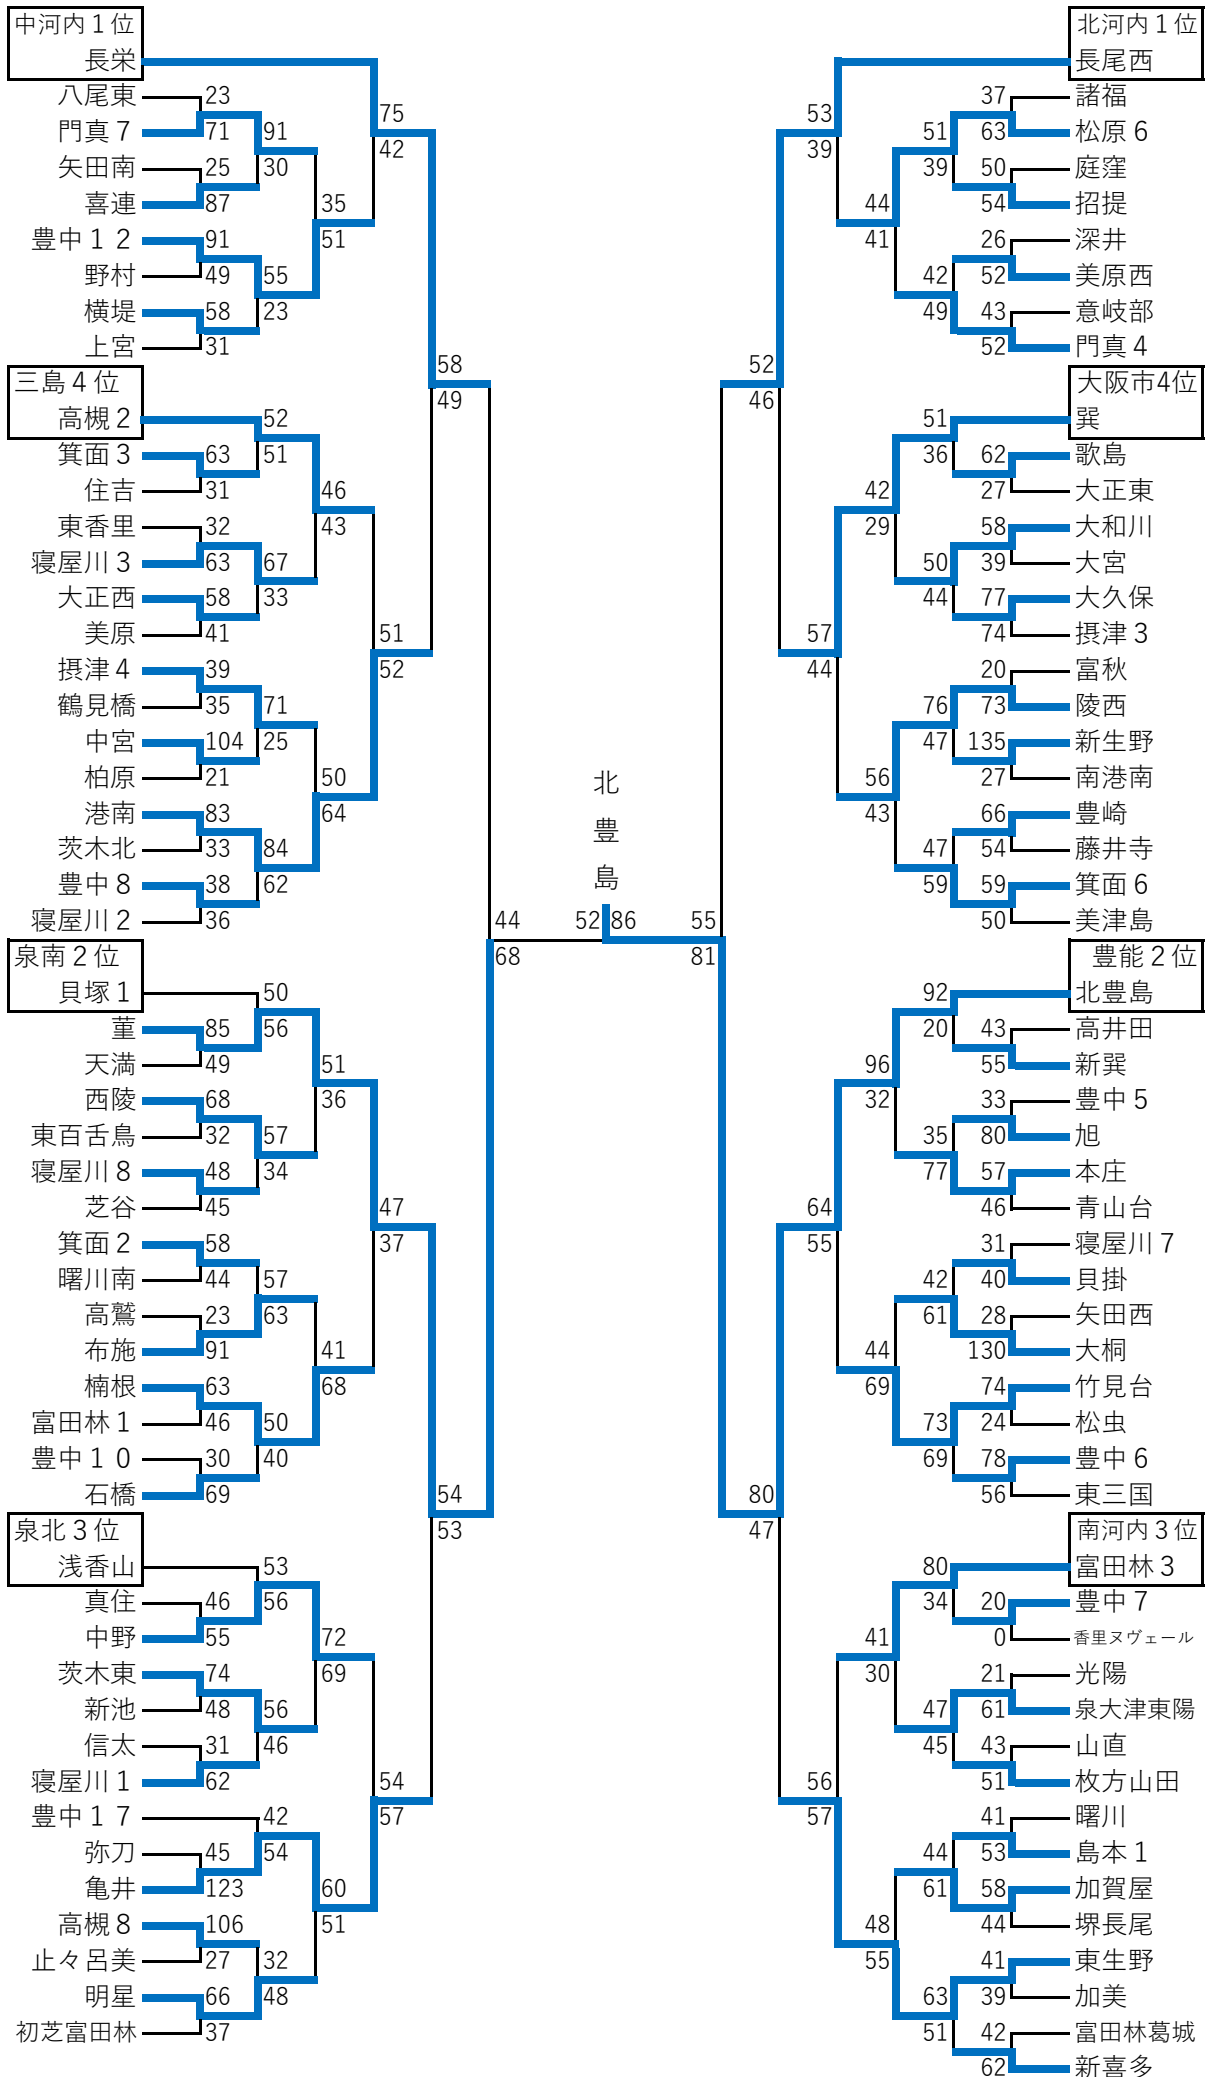 中河内１位
長栄
八尾東
23
門真７
71
91
矢田南
25
30
喜連
87
35
豊中１２
91
51
野村
49
55
横堤
58
23
上宮
31
75
42
三島４位
高槻２
52
箕面３
63
51
住吉
31
46
東香里
32
43
寝屋川３
63
67
大正西
58
33
美原
41
51
摂津４
39
52
鶴見橋
35
71
中宮
104
25
柏原
21
50
港南
83
64
茨木北
33
84
豊中８
38
62
寝屋川２
36
58
49
44
68
泉南２位
貝塚１
50
菫
85
56
天満
49
51
西陵
68
36
東百舌鳥
32
57
寝屋川８
48
34
芝谷
45
47
箕面２
58
37
曙川南
44
57
高鷲
23
63
布施
91
41
楠根
63
68
富田林１
46
50
豊中１０
30
40
石橋
69
54
53
泉北３位
浅香山
53
真住
46
56
中野
55
72
茨木東
74
69
新池
48
56
信太
31
46
寝屋川１
62
54
豊中１７
42
57
弥刀
45
54
亀井
123
60
高槻８
106
51
止々呂美
27
32
明星
66
48
初芝富田林
37
北
豊
島
52
86
北河内１位
長尾西
53
39
37
諸福
51
63
松原６
39
50
庭窪
44
54
招提
41
26
深井
42
52
美原西
49
43
意岐部
52
門真４
52
46
大阪市4位
51
巽
36
62
歌島
27
大正東
42
29
58
大和川
50
39
大宮
44
77
大久保
74
摂津３
57
44
20
富秋
76
73
陵西
47
135
新生野
56
27
南港南
43
66
豊崎
47
54
藤井寺
59
59
箕面６
50
美津島
55
81
豊能２位
92
北豊島
20
43
高井田
96
55
新巽
32
33
豊中５
35
80
旭
77
57
本庄
64
46
青山台
55
31
寝屋川７
42
40
貝掛
61
28
矢田西
44
130
大桐
69
74
竹見台
73
24
松虫
69
78
豊中６
56
東三国
80
47
南河内３位
80
富田林３
34
20
豊中７
41
0
香里ヌヴェール
30
21
光陽
47
61
泉大津東陽
45
43
山直
56
51
枚方山田
57
41
曙川
44
53
島本１
61
58
加賀屋
48
44
堺長尾
55
41
東生野
63
39
加美
51
42
富田林葛城
62
新喜多